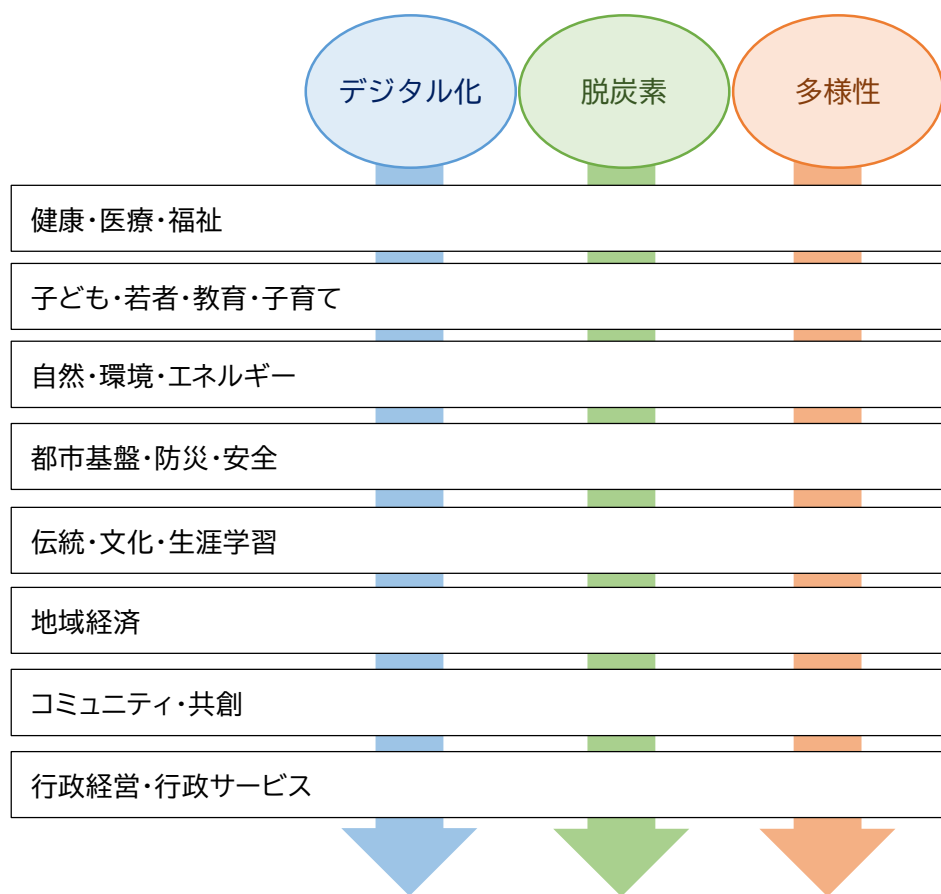 デジタル化
脱炭素
多様性
健康・医療・福祉
子ども・若者・教育・子育て
自然・環境・エネルギー
都市基盤・防災・安全
伝統・文化・生涯学習
地域経済
コミュニティ・共創
行政経営・行政サービス